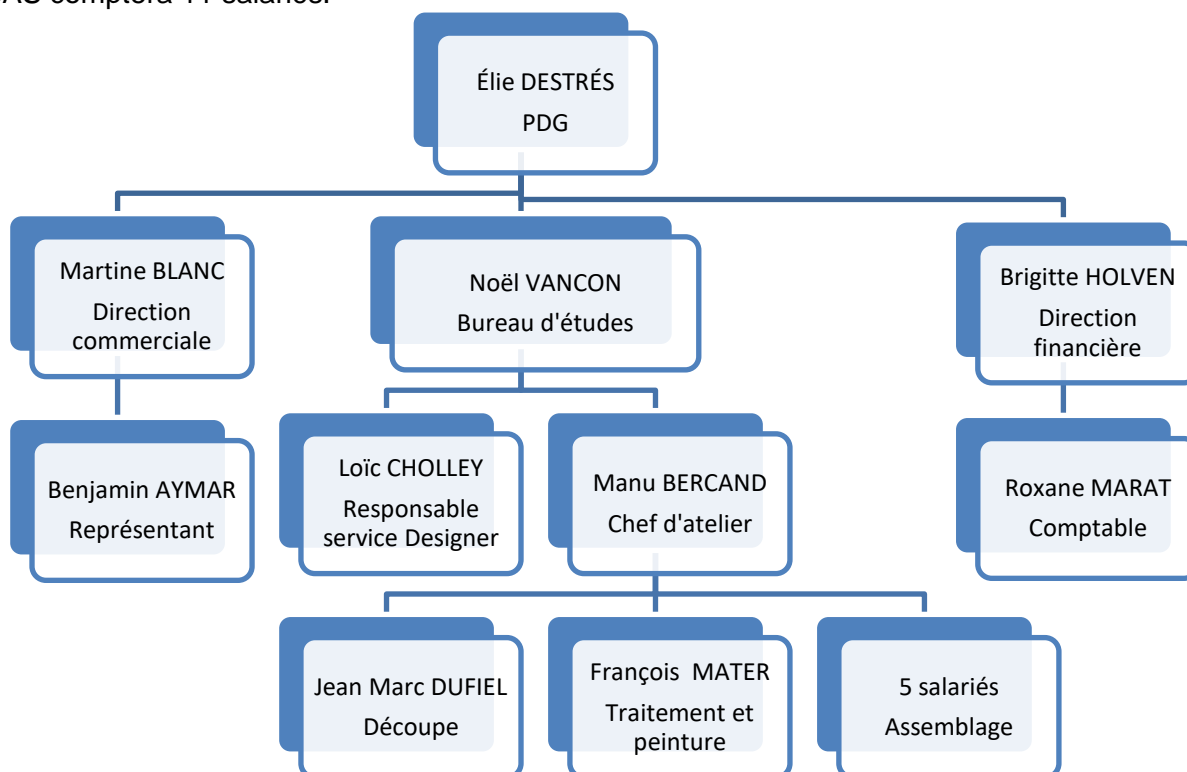 Élie DESTRÉS
PDG
Martine BLANC
Direction
commerciale
Noël VANCON
Bureau d'études
Brigitte HOLVEN
Direction
financière
Benjamin AYMAR
Représentant
Loïc CHOLLEY
Responsable
service Designer
Manu BERCAND
Chef d'atelier
Roxane MARAT
Comptable
Jean Marc DUFIEL
Découpe
François MATER
Traitement et
peinture
5 salariés
Assemblage